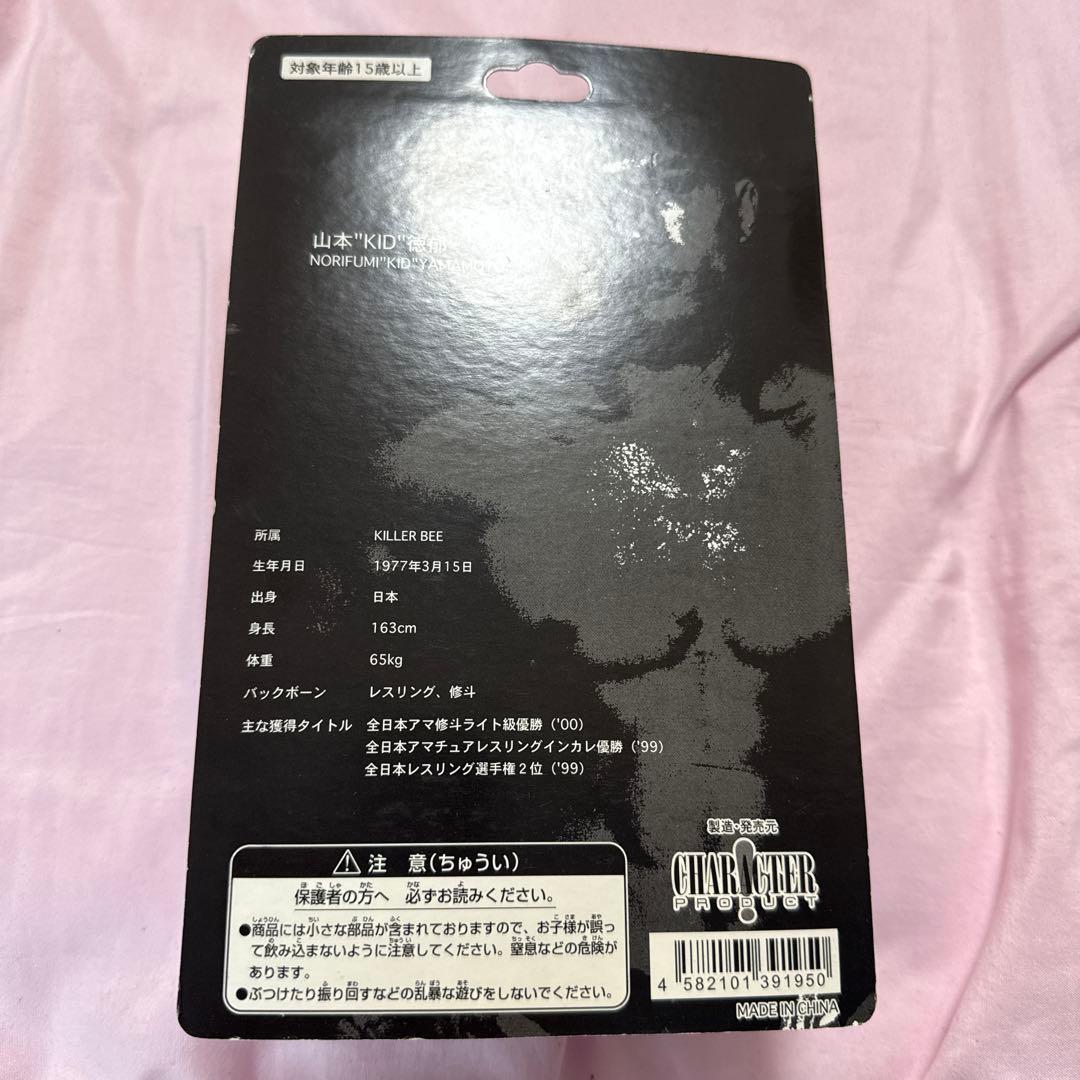 対象年齢15歳以上
山本"KID"徳郁
NORIFUMI"KID"YAMAMOTO
所属 KILLER BEE
生年月日 1977年3月15日
出身 日本
身長 163cm
体重 65kg
バックボーン レスリング、修斗
主な獲得タイトル 全日本アマ修斗ライト級優勝('00)
全日本アマチュアレスリングインカレ優勝('99)
全日本レスリング選手権2位('99)
製造・発売元
CHARACTER
PRODUCT
⚠注 意(ちゅうい)
保護者の方へ 必ずお読みください。
●商品には小さな部品が含まれておりますので、お子様が誤っ
て飲み込まないように注意してください。窒息などの危険が
あります。
●ぶつけたり振り回すなどの乱暴な遊びをしないでください。
4 582101 391950
MADE IN CHINA